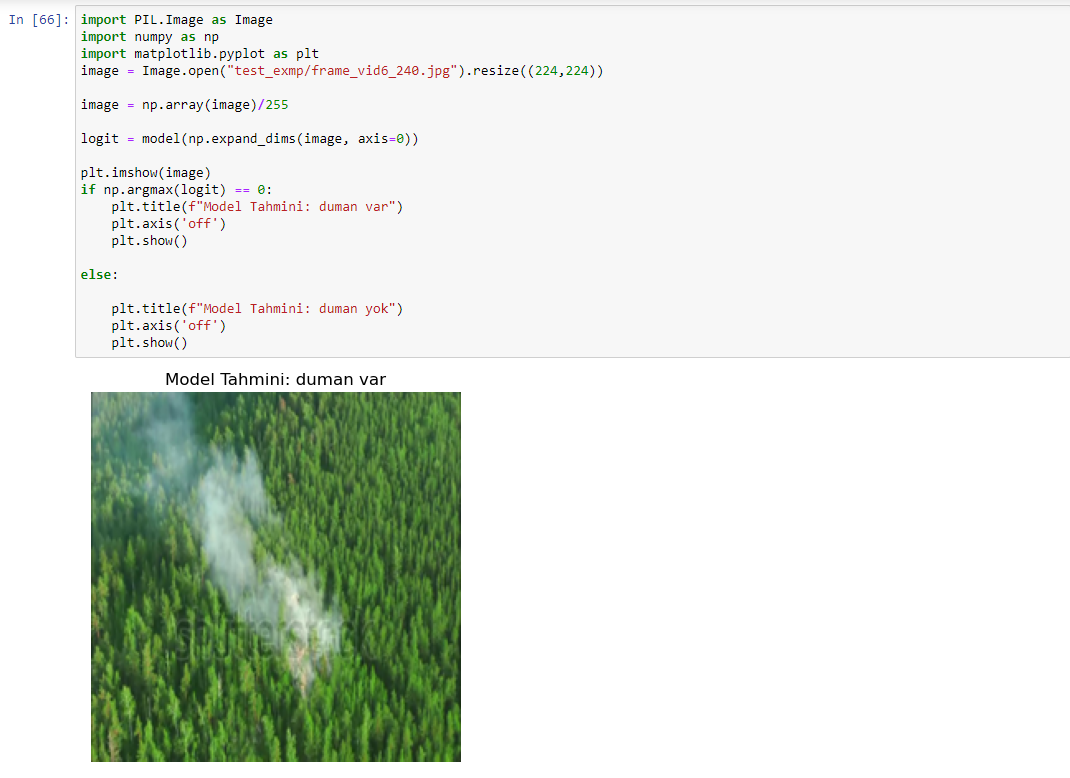 In [66]:
import PIL.Image as Image
import numpy as np
import matplotlib.pyplot as plt
image = Image.open("test_exmp/frame_vid6_240.jpg").resize((224,224))
image = np.array(image)/255
logit = model(np.expand_dims(image, axis=0))
plt.imshow(image)
if np.argmax(logit) == 0:
    plt.title(f"Model Tahmini: duman var")
    plt.axis('off')
    plt.show()
else:
    plt.title(f"Model Tahmini: duman yok")
    plt.axis('off')
    plt.show()
Model Tahmini: duman var
shutterstock